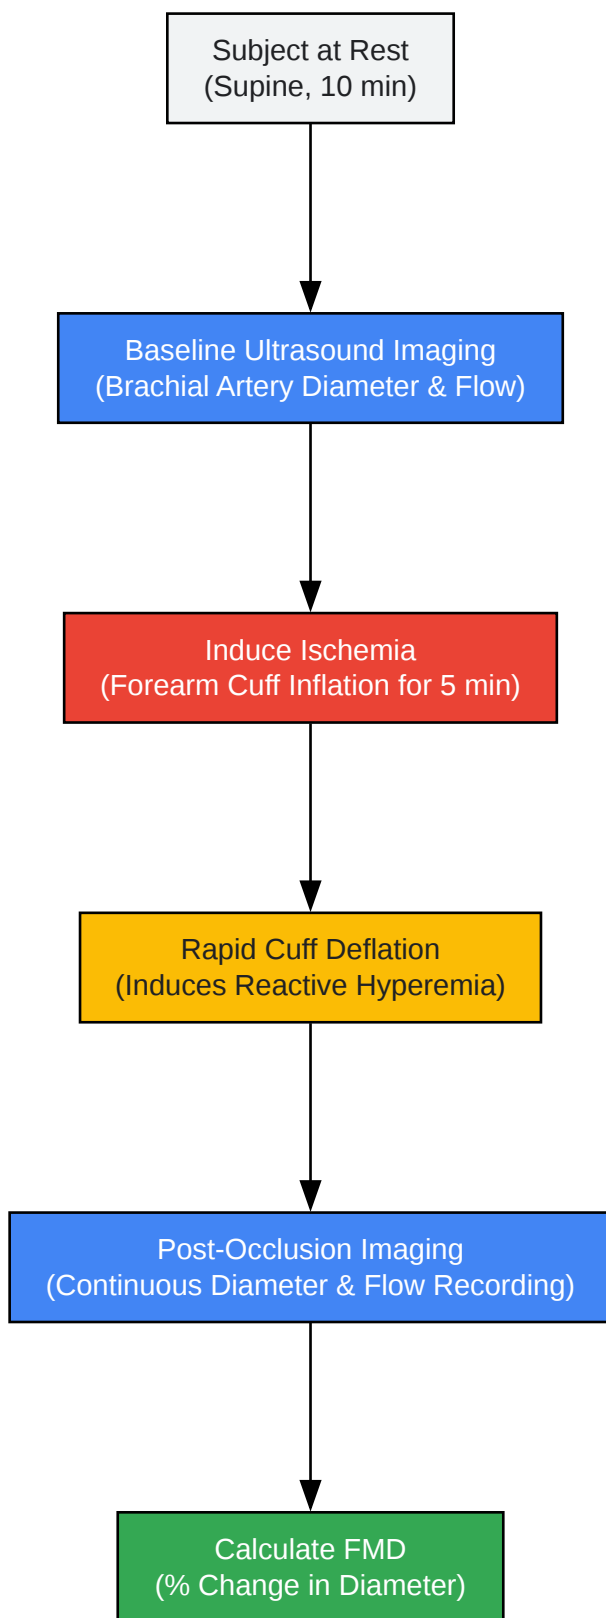 Subject at Rest
(Supine, 10 min)
Baseline Ultrasound Imaging
(Brachial Artery Diameter & Flow)
Induce Ischemia
(Forearm Cuff Inflation for 5 min)
Rapid Cuff Deflation
(Induces Reactive Hyperemia)
Post-Occlusion Imaging
(Continuous Diameter & Flow Recording)
Calculate FMD
(% Change in Diameter)